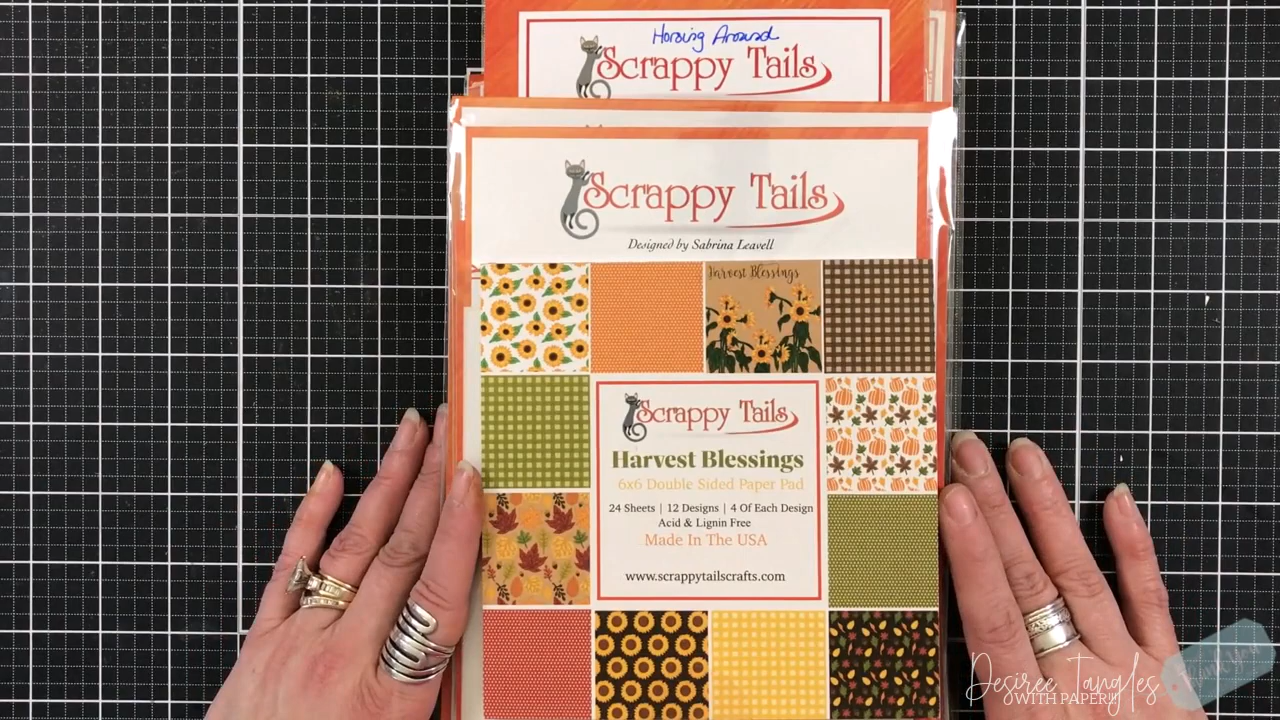 Horsing Around
Scrappy Tails
Scrappy Tails
Designed by Sabrina Leavell
Harvest Blessings
Scrappy Tails
Harvest Blessings
6x6 Double Sided Paper Pad
24 Sheets | 12 Designs | 4 Of Each Design
Acid & Lignin Free
Made In The USA
www.scrappytailscrafts.com
Desiree Tangles
WITH PAPER!!!